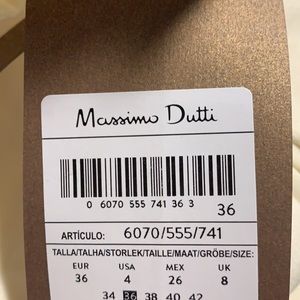 Massimo Dutti
0 6070 555 741 36 3
36
ARTÍCULO: 6070/555/741
TALLA/TALHA/STORLEK/TAILLE/MAAT/GRÖBE/SIZE:
EUR USA MEX UK
36 4 26 8
34 36 38 40 42